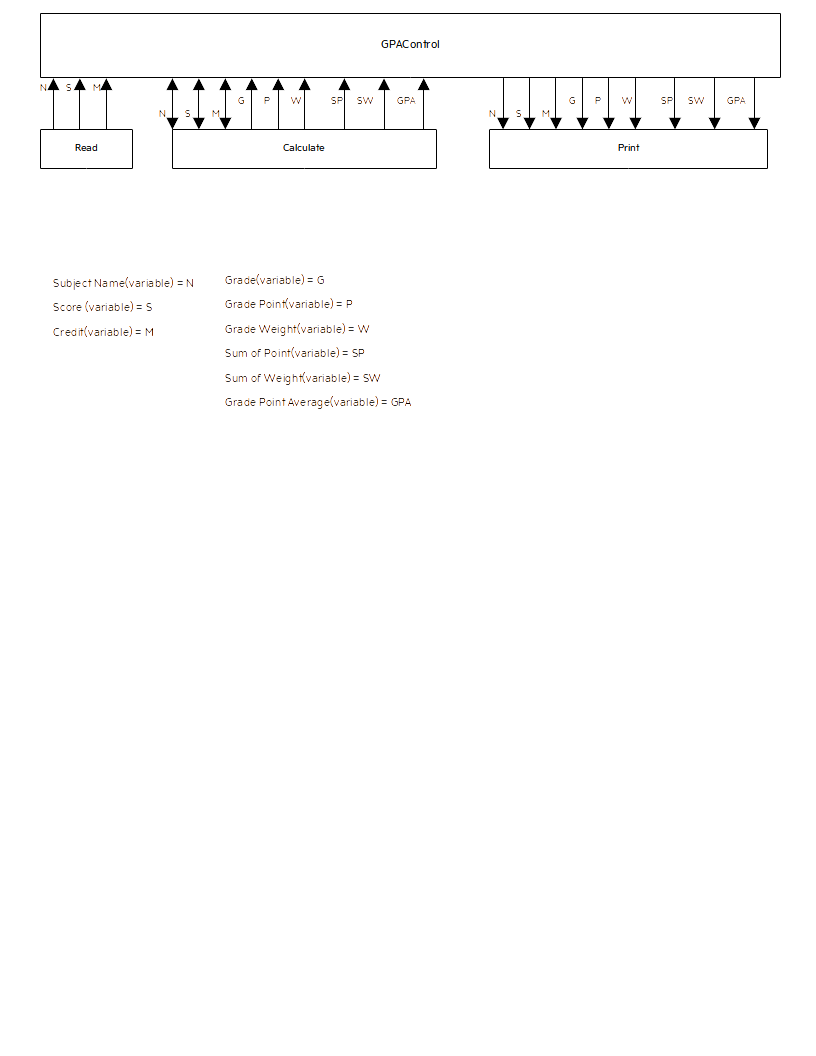 GPAControl
N S M
G P W SP SW GPA
G P W SP SW GPA
N S M
N S M
Read
Calculate
Print
Subject Name(variable) = N
Score (variable) = S
Credit(variable) = M
Grade(variable) = G
Grade Point(variable) = P
Grade Weight(variable) = W
Sum of Point(variable) = SP
Sum of Weight(variable) = SW
Grade Point Average(variable) = GPA